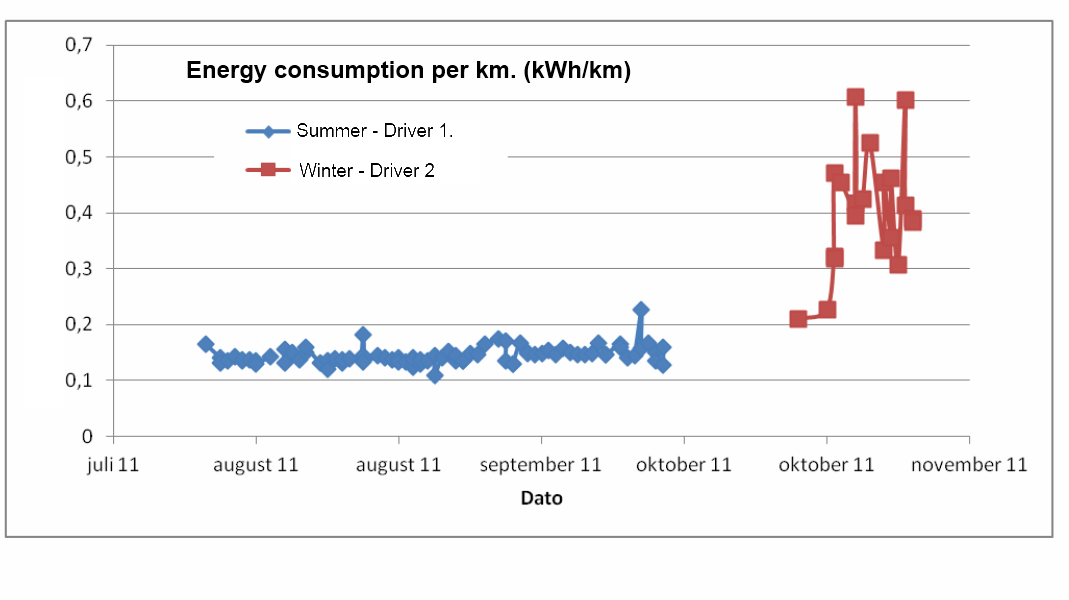 0,7
Energy consumption per km. (kWh/km)
0,6
Summer - Driver 1.
0,5
Winter - Driver 2
0,4
0,3
0,2
0,1
0
juli 11 august 11 august 11 september 11 oktober 11 oktober 11 november 11
Dato